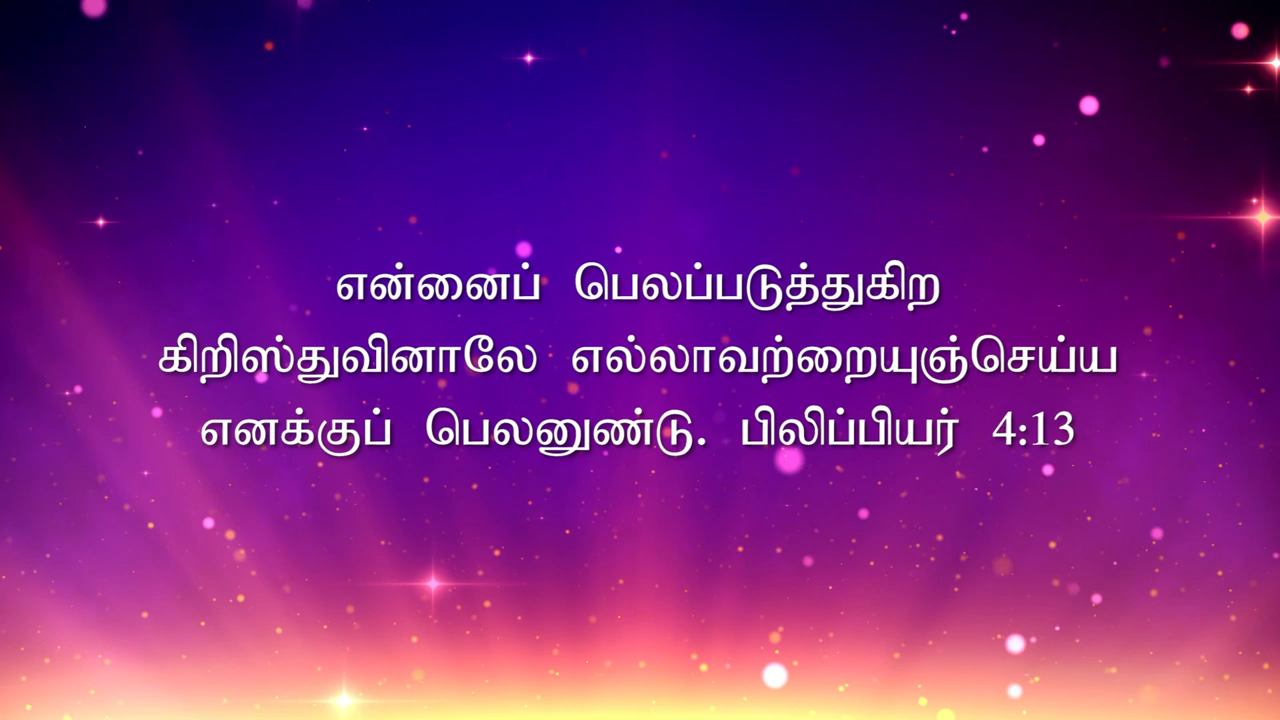 என்னைப் பெலப்படுத்துகிற
கிறிஸ்துவினாலே எல்லாவற்றையுஞ்செய்ய
எனக்குப் பெலனுண்டு. பிலிப்பியர் 4:13